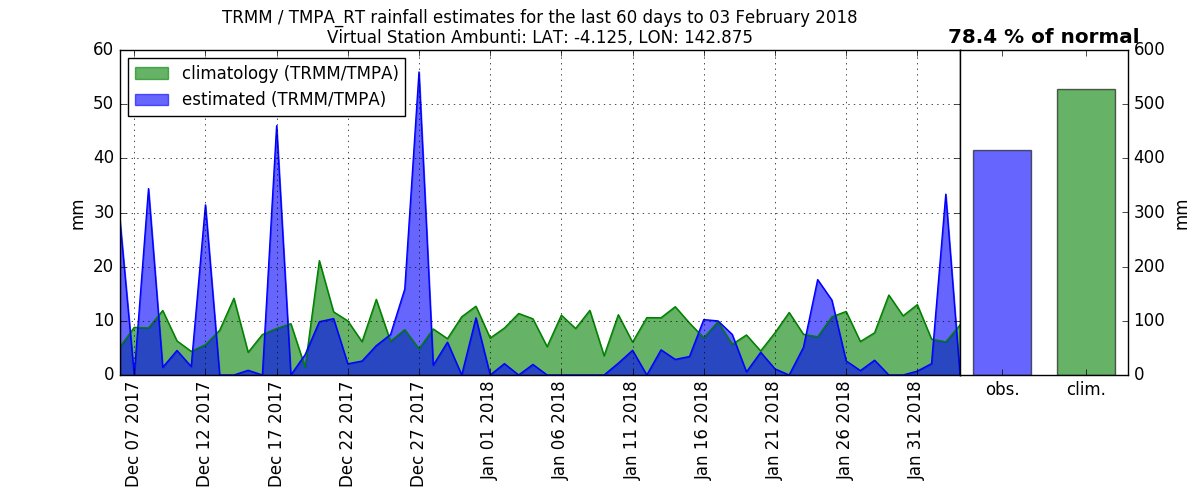 TRMM / TMPA_RT rainfall estimates for the last 60 days to 03 February 2018
Virtual Station Ambunti: LAT: -4.125, LON: 142.875
78.4 % of normal
climatology (TRMM/TMPA)
estimated (TRMM/TMPA)
60
50
40
30
20
10
0
mm
Dec 07 2017
Dec 12 2017
Dec 17 2017
Dec 22 2017
Dec 27 2017
Jan 01 2018
Jan 06 2018
Jan 11 2018
Jan 16 2018
Jan 21 2018
Jan 26 2018
Jan 31 2018
obs.
clim.
600
500
400
300
200
100
0
mm